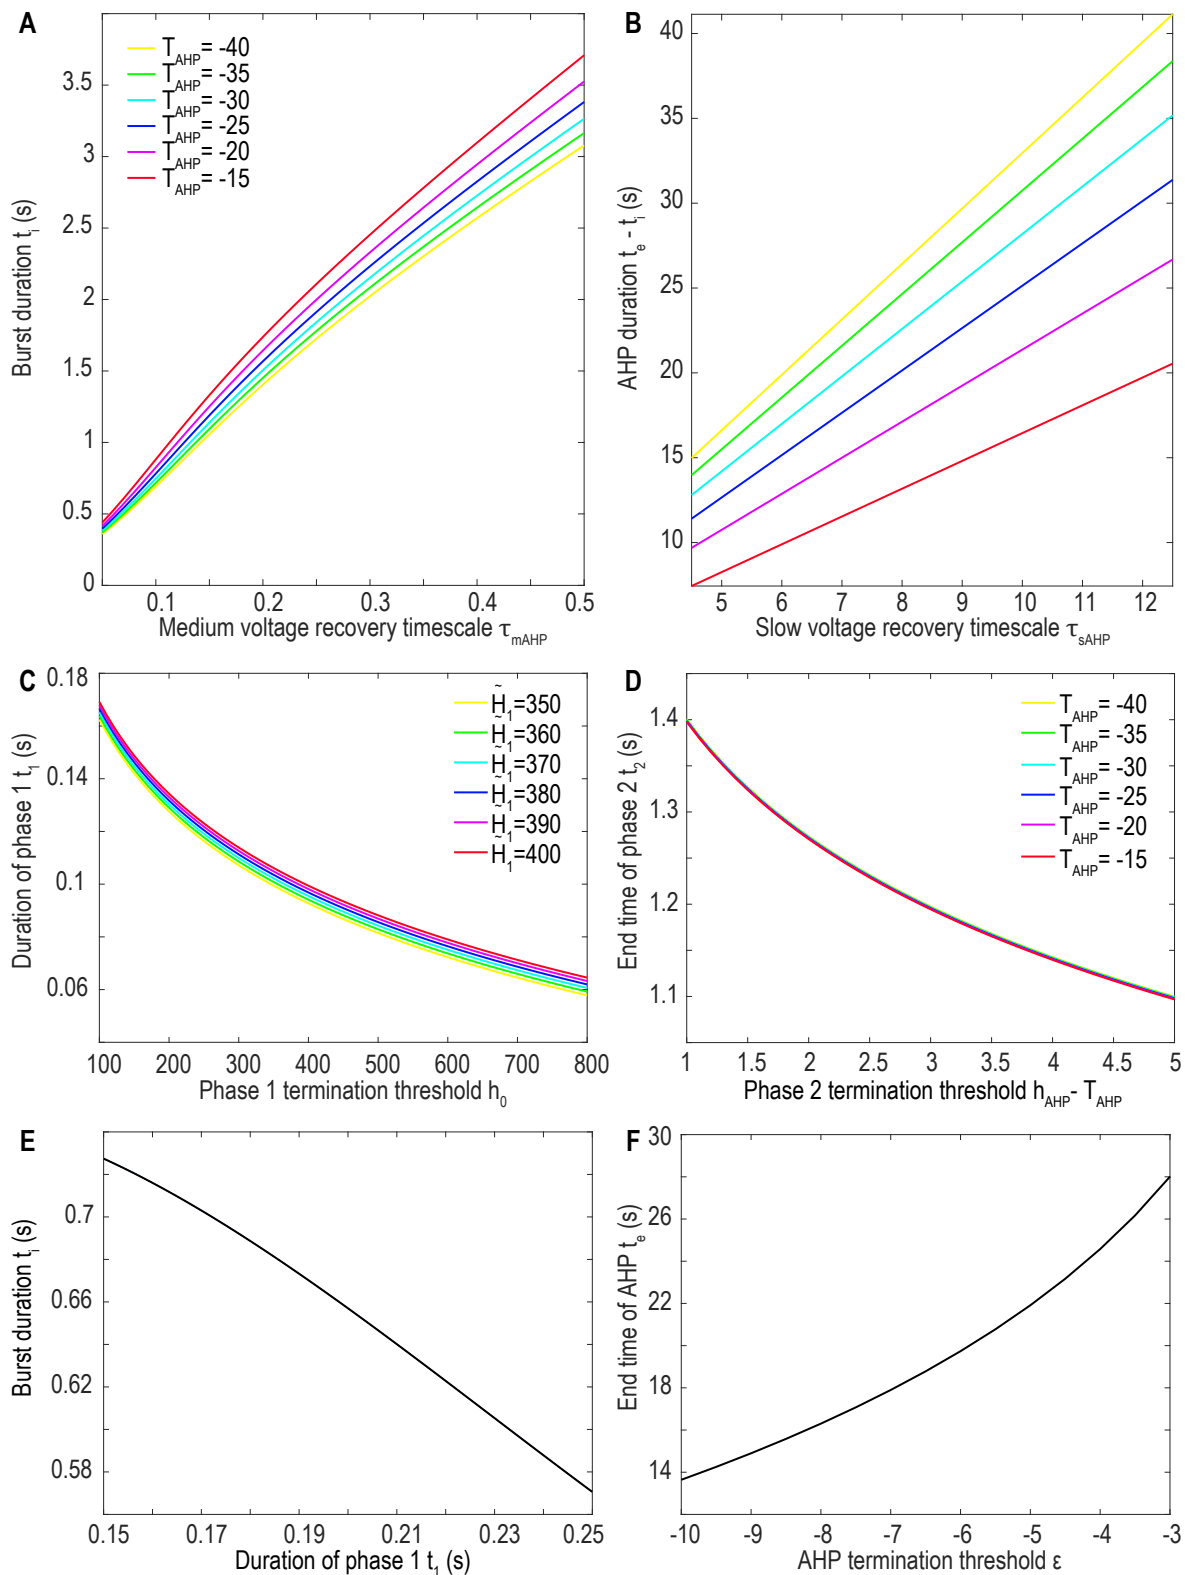 A
T_AHP = -40
T_AHP = -35
T_AHP = -30
T_AHP = -25
T_AHP = -20
T_AHP = -15
Burst duration t_i (s)
3.5
3
2.5
2
1.5
1
0.5
0
0.1 0.2 0.3 0.4 0.5
Medium voltage recovery timescale τ_mAHP
B
AHP duration t_e - t_i (s)
40
35
30
25
20
15
10
5 6 7 8 9 10 11 12
Slow voltage recovery timescale τ_sAHP
C
H̃_1=350
H̃_1=360
H̃_1=370
H̃_1=380
H̃_1=390
H̃_1=400
Duration of phase 1 t_1 (s)
0.18
0.14
0.1
0.06
100 200 300 400 500 600 700 800
Phase 1 termination threshold h_0
D
T_AHP = -40
T_AHP = -35
T_AHP = -30
T_AHP = -25
T_AHP = -20
T_AHP = -15
End time of phase 2 t_2 (s)
1.4
1.3
1.2
1.1
1 1.5 2 2.5 3 3.5 4 4.5 5
Phase 2 termination threshold h_AHP - T_AHP
E
Burst duration t_i (s)
0.7
0.66
0.62
0.58
0.15 0.17 0.19 0.21 0.23 0.25
Duration of phase 1 t_1 (s)
F
End time of AHP t_e (s)
30
28
26
22
18
14
-10 -9 -8 -7 -6 -5 -4 -3
AHP termination threshold ε